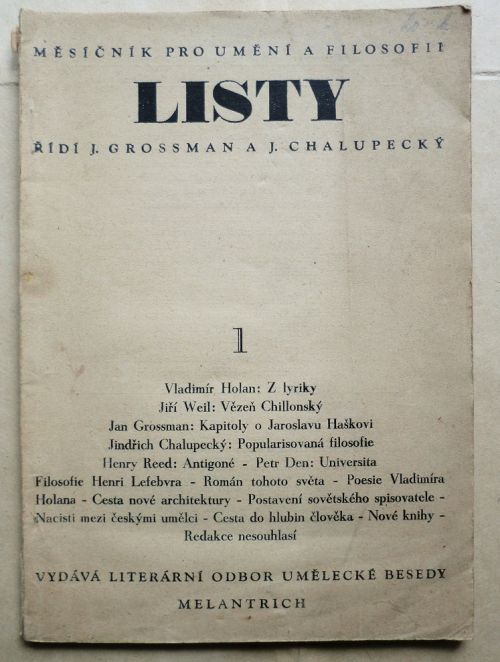 MĚSÍČNÍK PRO UMĚNÍ A FILOSOFII
LISTY
ŘÍDÍ J. GROSSMAN A J. CHALUPECKÝ
1
Vladimír Holan: Z lyriky
Jiří Weil: Vězeň Chillonský
Jan Grossman: Kapitoly o Jaroslavu Haškovi
Jindřich Chalupecký: Popularisovaná filosofie
Henry Reed: Antigoné - Petr Den: Universita
Filosofie Henri Lefebvra - Román tohoto světa - Poesie Vladimíra
Holana - Cesta nové architektury - Postavení sovětského spisovatele -
Nacisti mezi českými umělci - Cesta do hlubin člověka - Nové knihy -
Redakce nesouhlasí
VYDÁVÁ LITERÁRNÍ ODBOR UMĚLECKÉ BESEDY
MELANTRICH